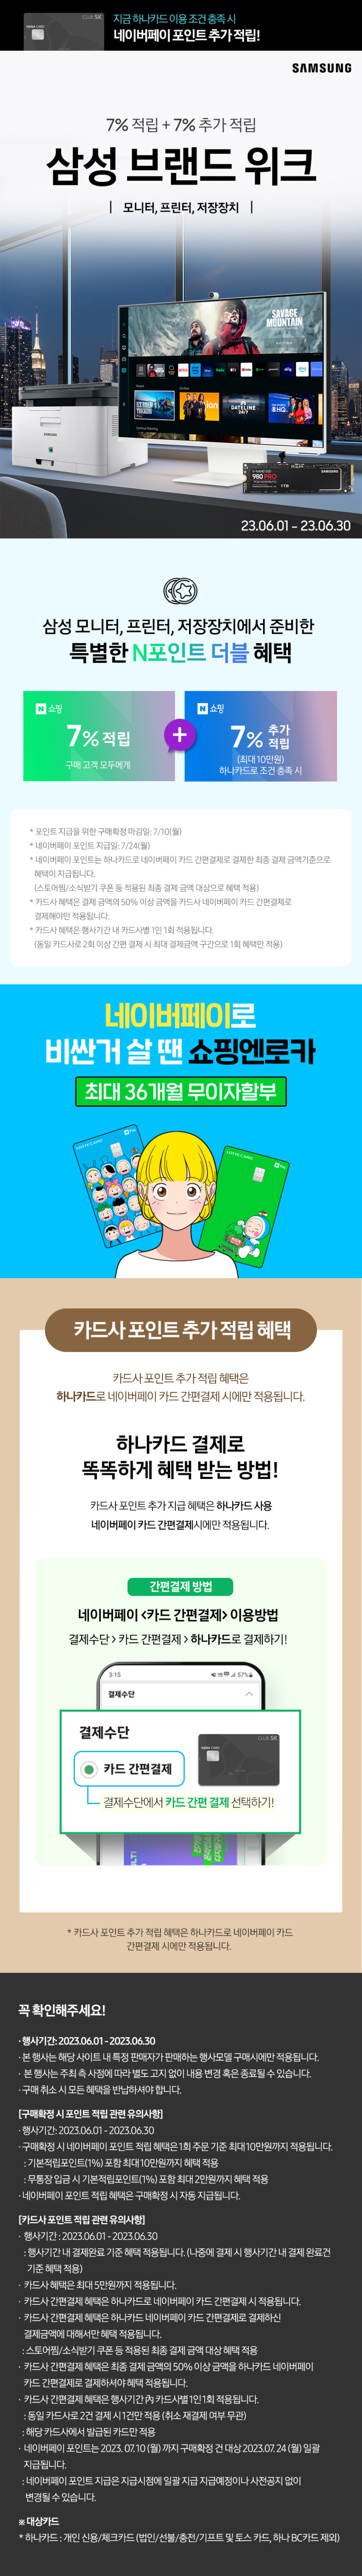 CLUB SK
HANA CARD
지금 하나카드 이용 조건 충족 시
네이버페이 포인트 추가 적립!
SAMSUNG
7% 적립 + 7% 추가 적립
삼성 브랜드 위크
| 모니터, 프린터, 저장장치 |
SAVAGE
MOUNTAIN
DATELINE
24/7
SAMSUNG
980 PRO
SAMSUNG
1TB
23.06.01 - 23.06.30
삼성 모니터, 프린터, 저장장치에서 준비한
특별한 N포인트 더블 혜택
N 쇼핑
7% 적립
구매 고객 모두에게
+
N 쇼핑
7% 추가 적립
(최대 10만원)
하나카드로 조건 충족 시
* 포인트 지급을 위한 구매확정 마감일: 7/10(월)
* 네이버페이 포인트 지급일: 7/24(월)
* 네이버페이 포인트는 하나카드로 네이버페이 카드 간편결제로 결제한 최종 결제 금액기준으로
혜택이 지급됩니다.
(스토어찜/소식받기 쿠폰 등 적용된 최종 결제 금액 대상으로 혜택 적용)
* 카드사 혜택은 결제 금액의 50% 이상 금액을 카드사 네이버페이 카드 간편결제로
결제해야만 적용됩니다.
* 카드사 혜택은 행사기간 내 카드사별 1인 1회 적용됩니다.
(동일 카드사로 2회 이상 간편 결제 시 최대 결제금액 구간으로 1회 혜택만 적용)
네이버페이로
비싼거 살 땐 쇼핑엔로카
최대 36개월 무이자할부
LOTTE CARD
N Pay
LOTTE CARD
N Pay
카드사 포인트 추가 적립 혜택
카드사 포인트 추가 적립 혜택은
하나카드로 네이버페이 카드 간편결제 시에만 적용됩니다.
하나카드 결제로
똑똑하게 혜택 받는 방법!
카드사 포인트 추가 지급 혜택은 하나카드 사용
네이버페이 카드 간편결제시에만 적용됩니다.
간편결제 방법
네이버페이 <카드 간편결제> 이용방법
결제수단 > 카드 간편결제 > 하나카드로 결제하기!
3:15
57%
결제수단
결제수단
카드 간편결제
CLUB SK
HANA CARD
결제수단에서 카드 간편 결제 선택하기!
* 카드사 포인트 추가 적립 혜택은 하나카드로 네이버페이 카드
간편결제 시에만 적용됩니다.
꼭 확인해주세요!
· 행사기간: 2023.06.01 - 2023.06.30
· 본 행사는 해당 사이트 내 특정 판매자가 판매하는 행사모델 구매시에만 적용됩니다.
· 본 행사는 주최 측 사정에 따라 별도 고지 없이 내용 변경 혹은 종료될 수 있습니다.
· 구매 취소 시 모든 혜택을 반납하셔야 합니다.
[구매확정 시 포인트 적립 관련 유의사항]
· 행사기간: 2023.06.01 - 2023.06.30
· 구매확정 시 네이버페이 포인트 적립 혜택은 1회 주문 기준 최대 10만원까지 적용됩니다.
: 기본적립포인트(1%) 포함 최대 10만원까지 혜택 적용
: 무통장 입금 시 기본적립포인트(1%) 포함 최대 2만원까지 혜택 적용
· 네이버페이 포인트 적립 혜택은 구매확정 시 자동 지급됩니다.
[카드사 포인트 적립 관련 유의사항]
· 행사기간 : 2023.06.01 - 2023.06.30
: 행사기간 내 결제완료 기준 혜택 적용됩니다. (나중에 결제 시 행사기간 내 결제 완료건
기준 혜택 적용)
· 카드사 혜택은 최대 5만원까지 적용됩니다.
· 카드사 간편결제 혜택은 하나카드로 네이버페이 카드 간편결제 시 적용됩니다.
· 카드사 간편결제 혜택은 하나카드 네이버페이 카드 간편결제로 결제하신
결제금액에 대해서만 혜택 적용됩니다.
: 스토어찜/소식받기 쿠폰 등 적용된 최종 결제 금액 대상 혜택 적용
· 카드사 간편결제 혜택은 최종 결제 금액의 50% 이상 금액을 하나카드 네이버페이
카드 간편결제로 결제하셔야 혜택 적용됩니다.
· 카드사 간편결제 혜택은 행사기간 內 카드사별 1인 1회 적용됩니다.
: 동일 카드사로 2건 결제 시 1건만 적용 (취소 재결제 여부 무관)
: 해당 카드사에서 발급된 카드만 적용
· 네이버페이 포인트는 2023. 07.10 (월) 까지 구매확정 건 대상 2023.07. 24 (월) 일괄
지급됩니다.
: 네이버페이 포인트 지급은 지급시점에 일괄 지급 지급예정이나 사전공지 없이
변경될 수 있습니다.
※ 대상카드
* 하나카드 : 개인 신용/체크카드 (법인/선불/충전/기프트 및 토스 카드, 하나 BC카드 제외)